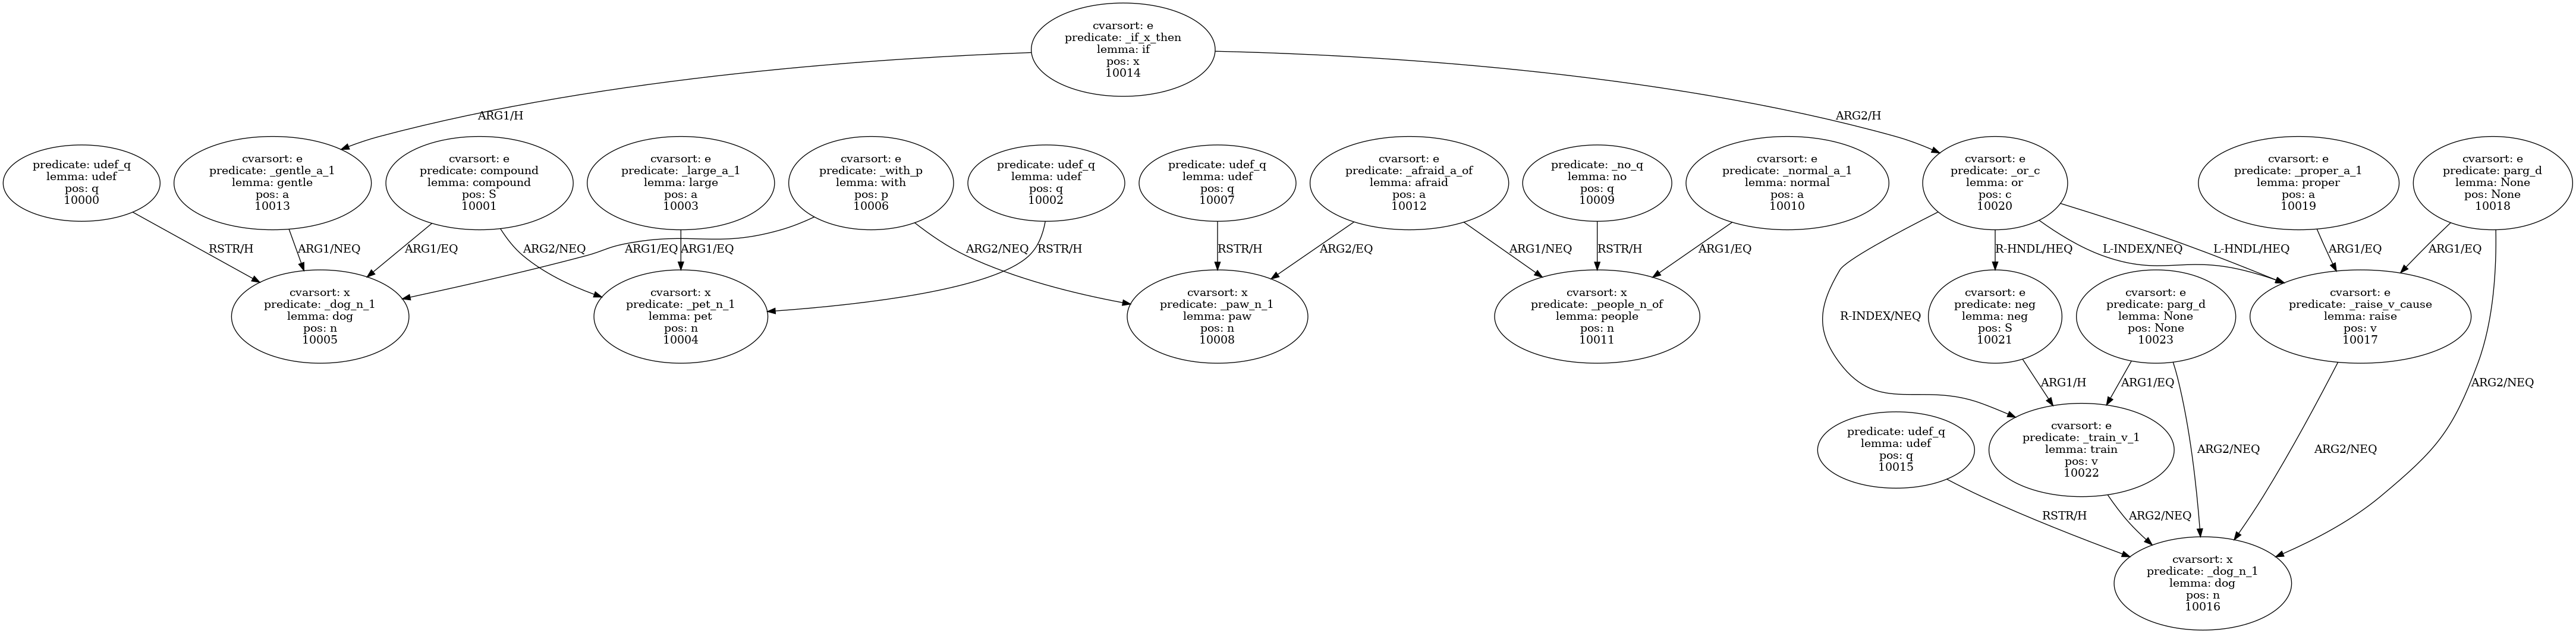 cvarsort: e
predicate: _if_x_then
lemma: if
pos: x
10014
ARG1/H
ARG2/H
predicate: udef_q
lemma: udef
pos: q
10000
cvarsort: e
predicate: _gentle_a_1
lemma: gentle
pos: a
10013
cvarsort: e
predicate: compound
lemma: compound
pos: S
10001
cvarsort: e
predicate: _large_a_1
lemma: large
pos: a
10003
cvarsort: e
predicate: _with_p
lemma: with
pos: p
10006
predicate: udef_q
lemma: udef
pos: q
10002
predicate: udef_q
lemma: udef
pos: q
10007
cvarsort: e
predicate: _afraid_a_of
lemma: afraid
pos: a
10012
predicate: _no_q
lemma: no
pos: q
10009
cvarsort: e
predicate: _normal_a_1
lemma: normal
pos: a
10010
cvarsort: e
predicate: _or_c
lemma: or
pos: c
10020
cvarsort: e
predicate: _proper_a_1
lemma: proper
pos: a
10019
cvarsort: e
predicate: parg_d
lemma: None
pos: None
10018
RSTR/H
ARG1/NEQ
ARG1/EQ
ARG2/NEQ
ARG1/EQ
ARG1/EQ
ARG2/NEQ
RSTR/H
RSTR/H
ARG2/EQ
ARG1/NEQ
RSTR/H
ARG1/EQ
R-HNDL/HEQ
L-INDEX/NEQ
L-HNDL/HEQ
ARG1/EQ
ARG1/EQ
cvarsort: x
predicate: _dog_n_1
lemma: dog
pos: n
10005
cvarsort: x
predicate: _pet_n_1
lemma: pet
pos: n
10004
cvarsort: x
predicate: _paw_n_1
lemma: paw
pos: n
10008
cvarsort: x
predicate: _people_n_of
lemma: people
pos: n
10011
R-INDEX/NEQ
cvarsort: e
predicate: neg
lemma: neg
pos: S
10021
cvarsort: e
predicate: parg_d
lemma: None
pos: None
10023
cvarsort: e
predicate: _raise_v_cause
lemma: raise
pos: v
10017
ARG1/H
ARG1/EQ
ARG2/NEQ
predicate: udef_q
lemma: udef
pos: q
10015
cvarsort: e
predicate: _train_v_1
lemma: train
pos: v
10022
ARG2/NEQ
ARG2/NEQ
RSTR/H
ARG2/NEQ
cvarsort: x
predicate: _dog_n_1
lemma: dog
pos: n
10016